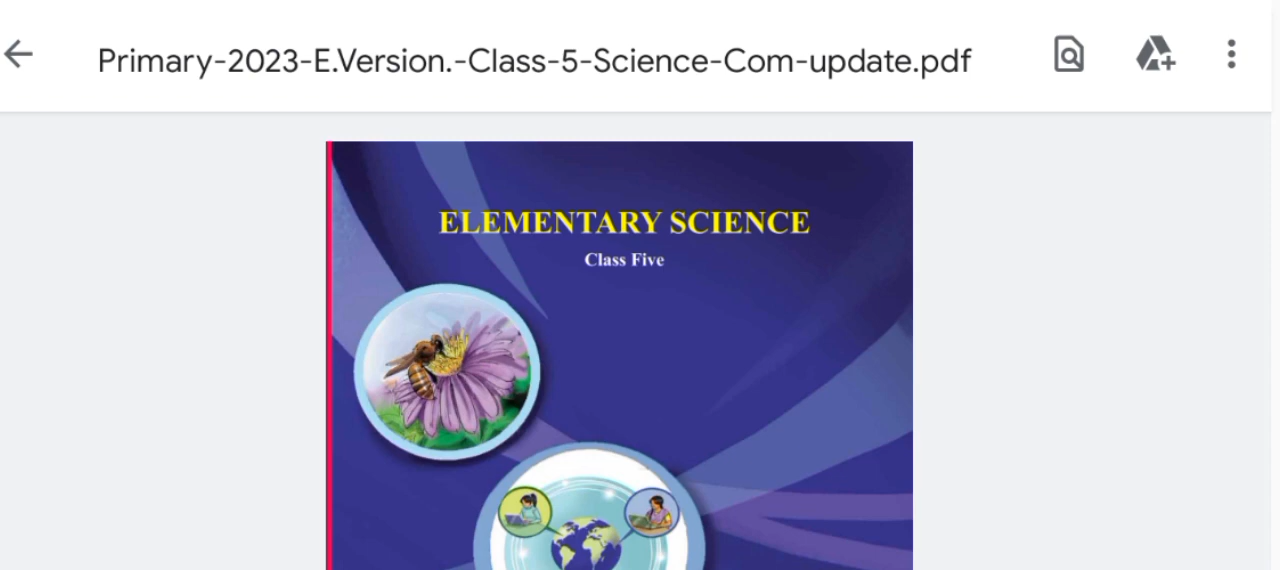 Primary-2023-E.Version.-Class-5-Science-Com-update.pdf
ELEMENTARY SCIENCE
Class Five